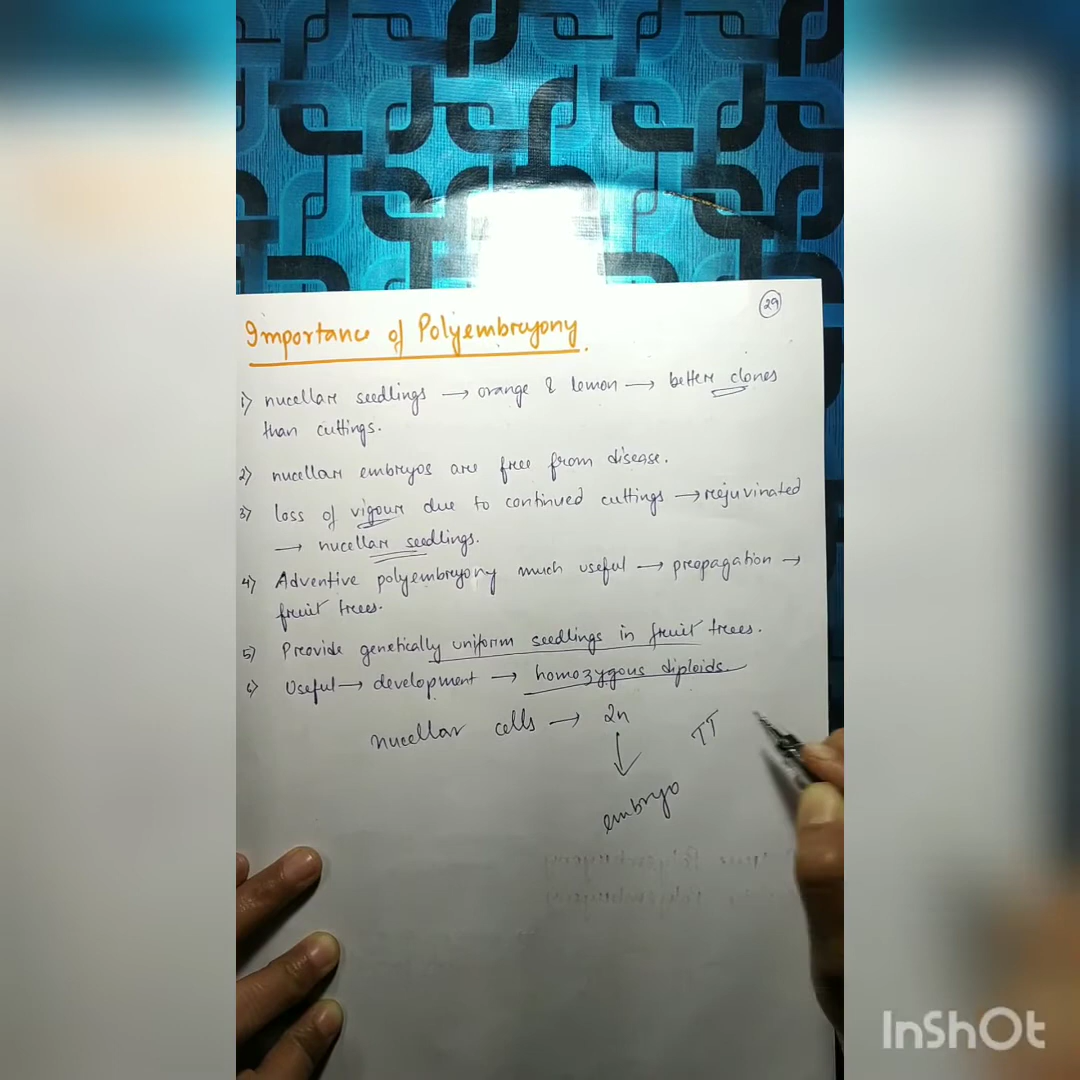 29
Importance of Polyembryony.
1) nucellar seedlings → orange & lemon → better clones
than cuttings.
2) nucellar embryos are free from disease.
3) loss of vigour due to continued cuttings → rejuvinated
→ nucellar seedlings.
4) Adventive polyembryony much useful → propagation →
fruit trees.
5) Provide genetically uniform seedlings in fruit trees.
6) Useful → development → homozygous diploids.
nucellar cells → 2n
TT
embryo
InShOt